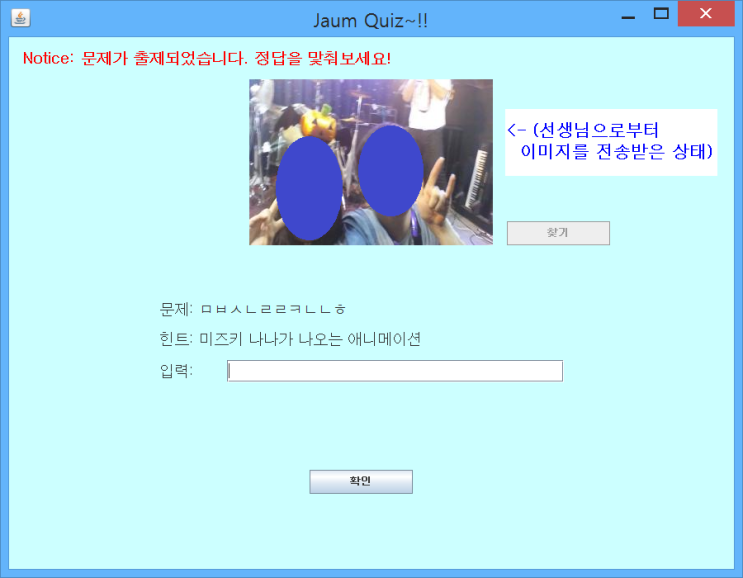 Jaum Quiz~!!
Notice: 문제가 출제되었습니다. 정답을 맞춰보세요!
<- (선생님으로부터
이미지를 전송받은 상태)
찾기
문제: ㅁㅂㅅㄴㄹㄹㅋㄴㄴㅎ
힌트: 미즈키 나나가 나오는 애니메이션
입력:
확인